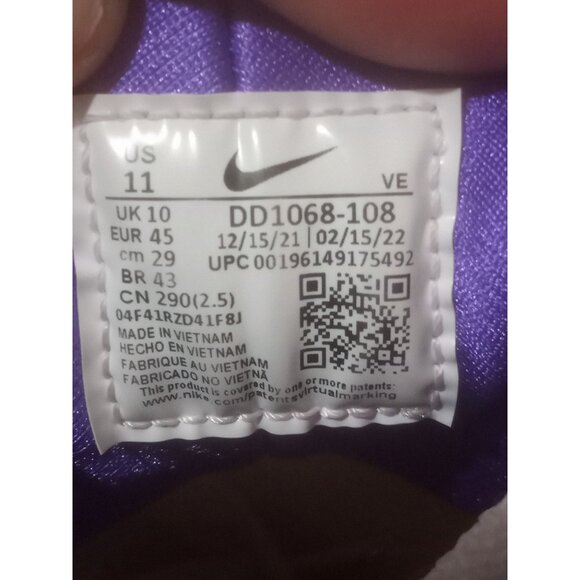 US
11
VE
UK 10
DD1068-108
EUR 45
12/15/21 02/15/22
cm 29
UPC 00196149175492
BR 43
CN 290(2.5)
04F41RZD41F8J
MADE IN VIETNAM
HECHO EN VIETNAM
FABRIQUE AU VIETNAM
FABRICADO NO VIETNÃ
This product is covered by one or more patents:
www.nike.com/patentsvirtualmarking